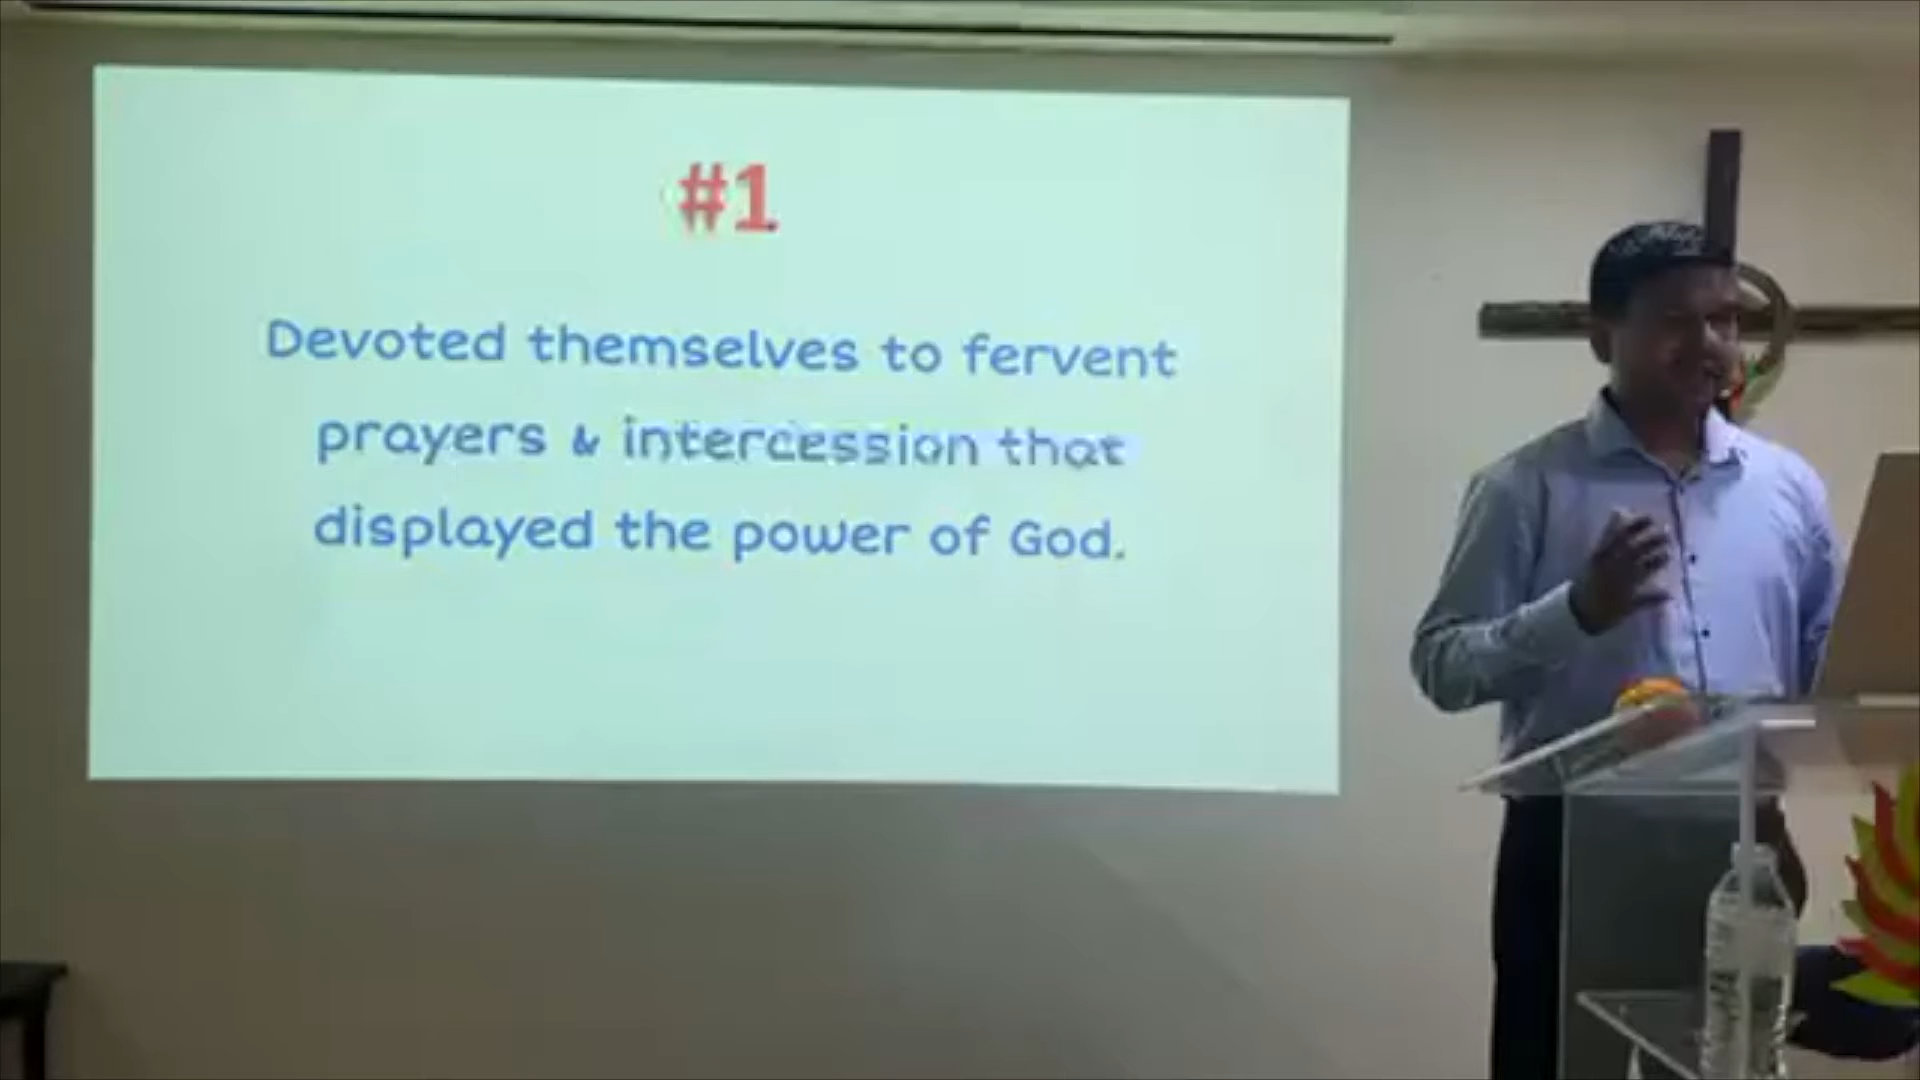 #1
Devoted themselves to fervent
prayers & intercession that
displayed the power of God.